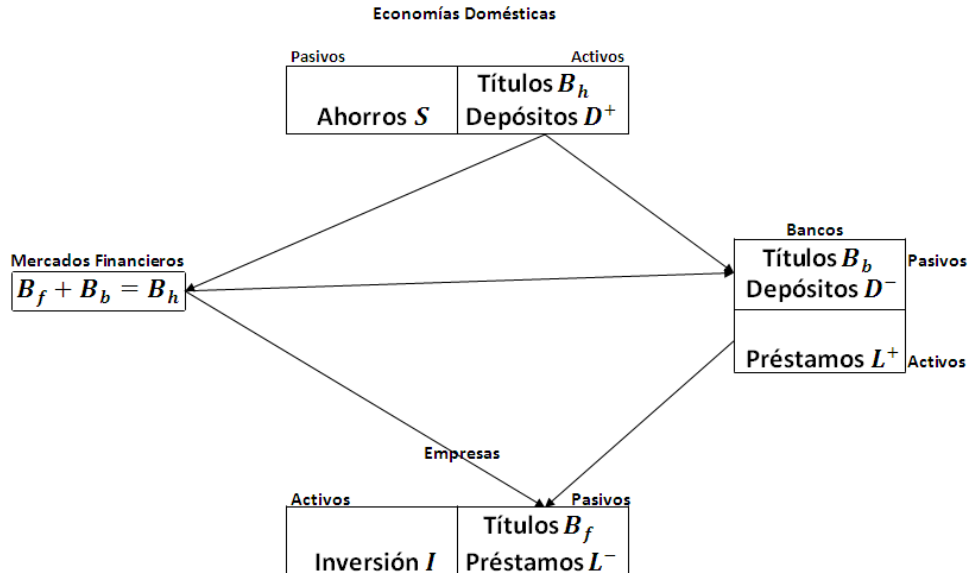 Economías Domésticas
Pasivos Activos
Títulos B_h
Ahorros S Depósitos D^+
Bancos
Mercados Financieros Títulos B_b Pasivos
B_f + B_b = B_h Depósitos D^-
Préstamos L^+ Activos
Empresas
Activos Pasivos
Títulos B_f
Inversión I Préstamos L^-